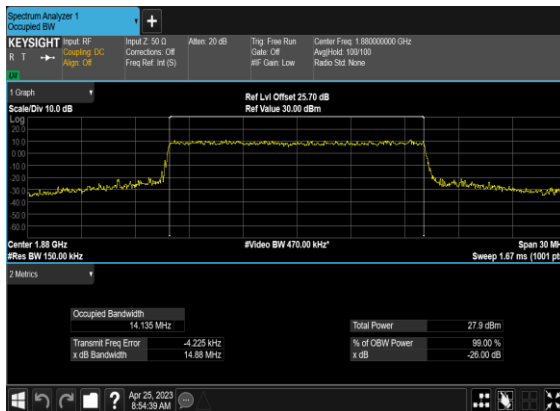 Spectrum Analyzer 1
Occupied BW
KEYSIGHT
R T
LXI
Input: RF
Coupling: DC
Align: Off
Input Z: 50 Ω
Corrections: Off
Freq Ref: Int (S)
Atten: 20 dB
Trig: Free Run
Gate: Off
#IF Gain: Low
Center Freq: 1.880000000 GHz
Avg|Hold: 100/100
Radio Std: None
1 Graph
Scale/Div 10.0 dB
Ref Lvl Offset 25.70 dB
Ref Value 30.00 dBm
Log
20.0
10.0
0.00
-10.0
-20.0
-30.0
-40.0
-50.0
-60.0
Center 1.88 GHz
#Video BW 470.00 kHz*
Span 30 MH
#Res BW 150.00 kHz
Sweep 1.67 ms (1001 pts
2 Metrics
Occupied Bandwidth
14.135 MHz
Total Power 27.9 dBm
Transmit Freq Error -4.225 kHz
% of OBW Power 99.00 %
x dB Bandwidth 14.88 MHz
x dB -26.00 dB
Apr 25, 2023
8:54:39 AM